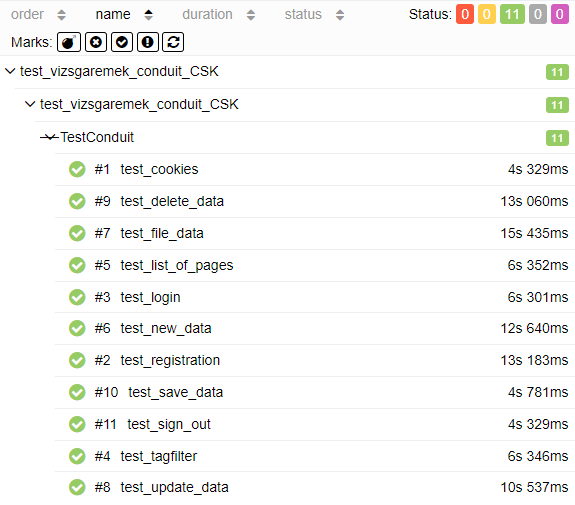 order name duration status Status: 0 0 11 0 0
Marks:
test_vizsgaremek_conduit_CSK 11
test_vizsgaremek_conduit_CSK 11
TestConduit 11
#1 test_cookies 4s 329ms
#9 test_delete_data 13s 060ms
#7 test_file_data 15s 435ms
#5 test_list_of_pages 6s 352ms
#3 test_login 6s 301ms
#6 test_new_data 12s 640ms
#2 test_registration 13s 183ms
#10 test_save_data 4s 781ms
#11 test_sign_out 4s 329ms
#4 test_tagfilter 6s 346ms
#8 test_update_data 10s 537ms